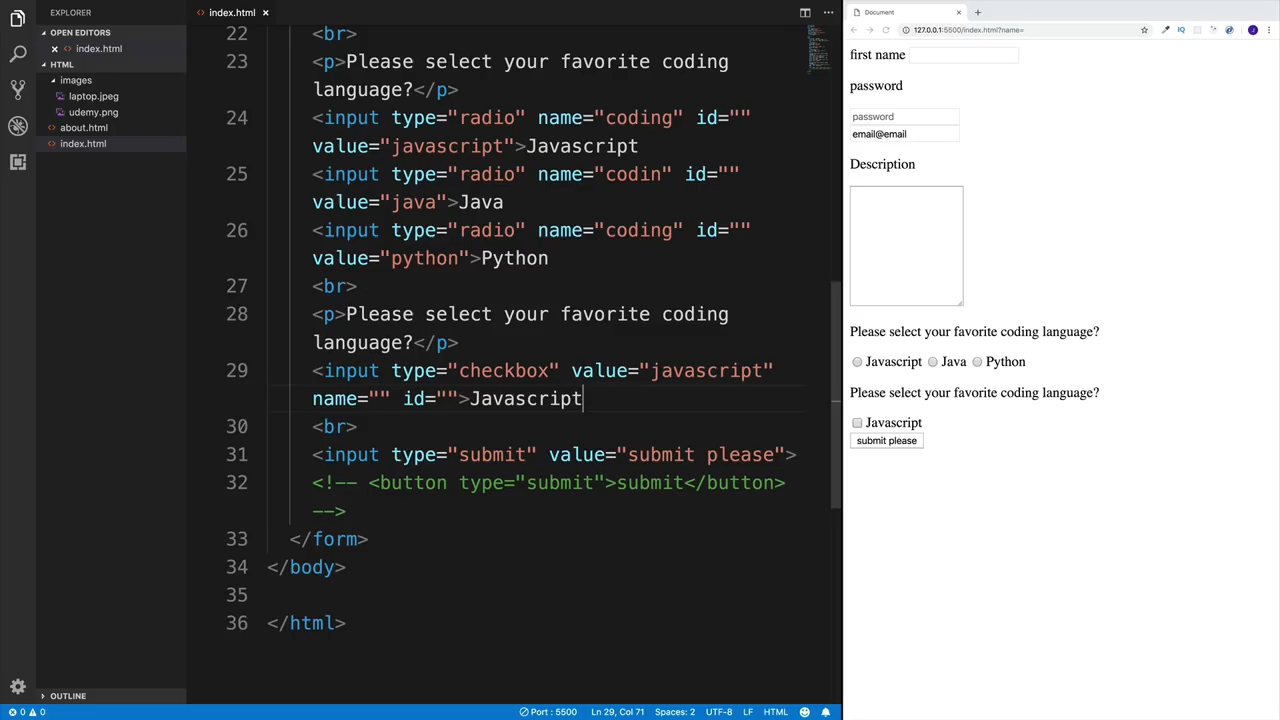 EXPLORER
OPEN EDITORS
index.html
HTML
images
laptop.jpeg
udemy.png
about.html
index.html
OUTLINE
index.html
22 <br>
23 <p>Please select your favorite coding
language?</p>
24 <input type="radio" name="coding" id=""
value="javascript">Javascript
25 <input type="radio" name="codin" id=""
value="java">Java
26 <input type="radio" name="coding" id=""
value="python">Python
27 <br>
28 <p>Please select your favorite coding
language?</p>
29 <input type="checkbox" value="javascript"
name="" id="">Javascript
30 <br>
31 <input type="submit" value="submit please">
32 <!-- <button type="submit">submit</button>
-->
33 </form>
34 </body>
35
36 </html>
0 0
Port : 5500 Ln 29, Col 71 Spaces: 2 UTF-8 LF HTML
Document
127.0.0.1:5500/index.html?name=
IQ
J
first name
password
password
email@email
Description
Please select your favorite coding language?
Javascript Java Python
Please select your favorite coding language?
Javascript
submit please